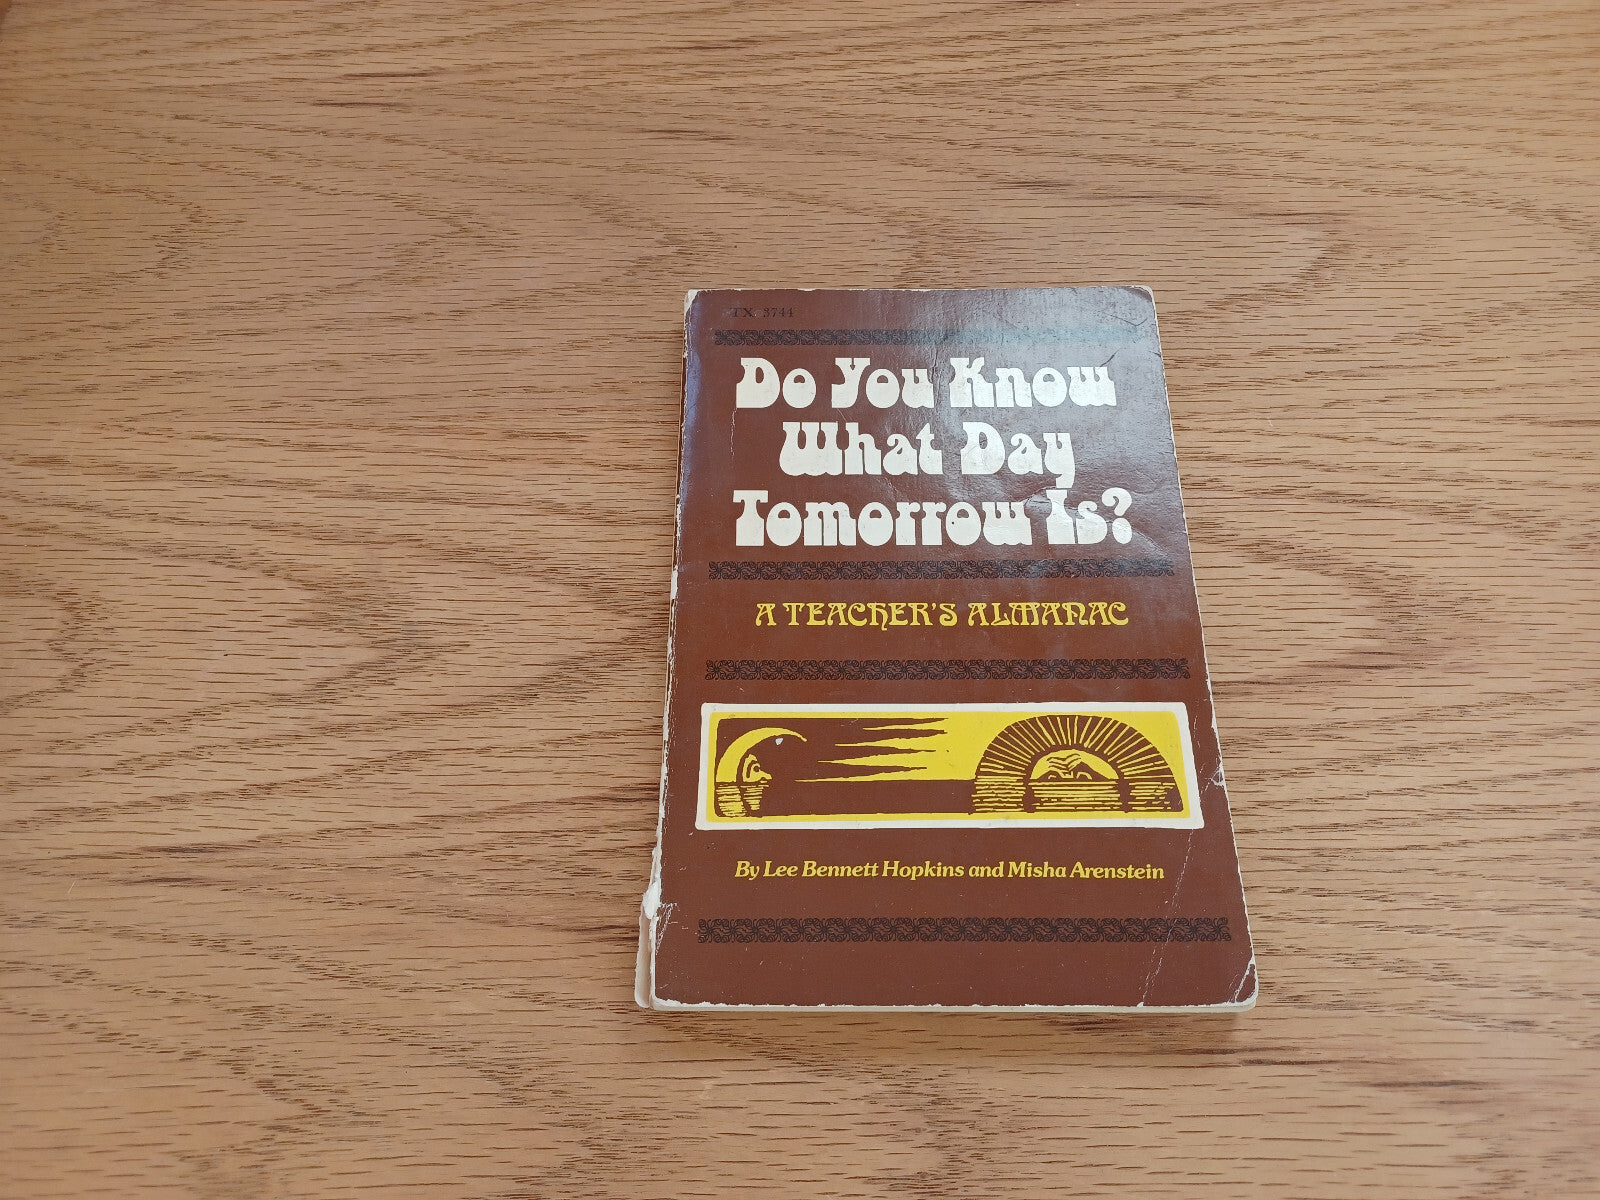 TX 3744
Do You Know
What Day
Tomorrow Is?
A TEACHER'S ALMANAC
By Lee Bennett Hopkins and Misha Arenstein